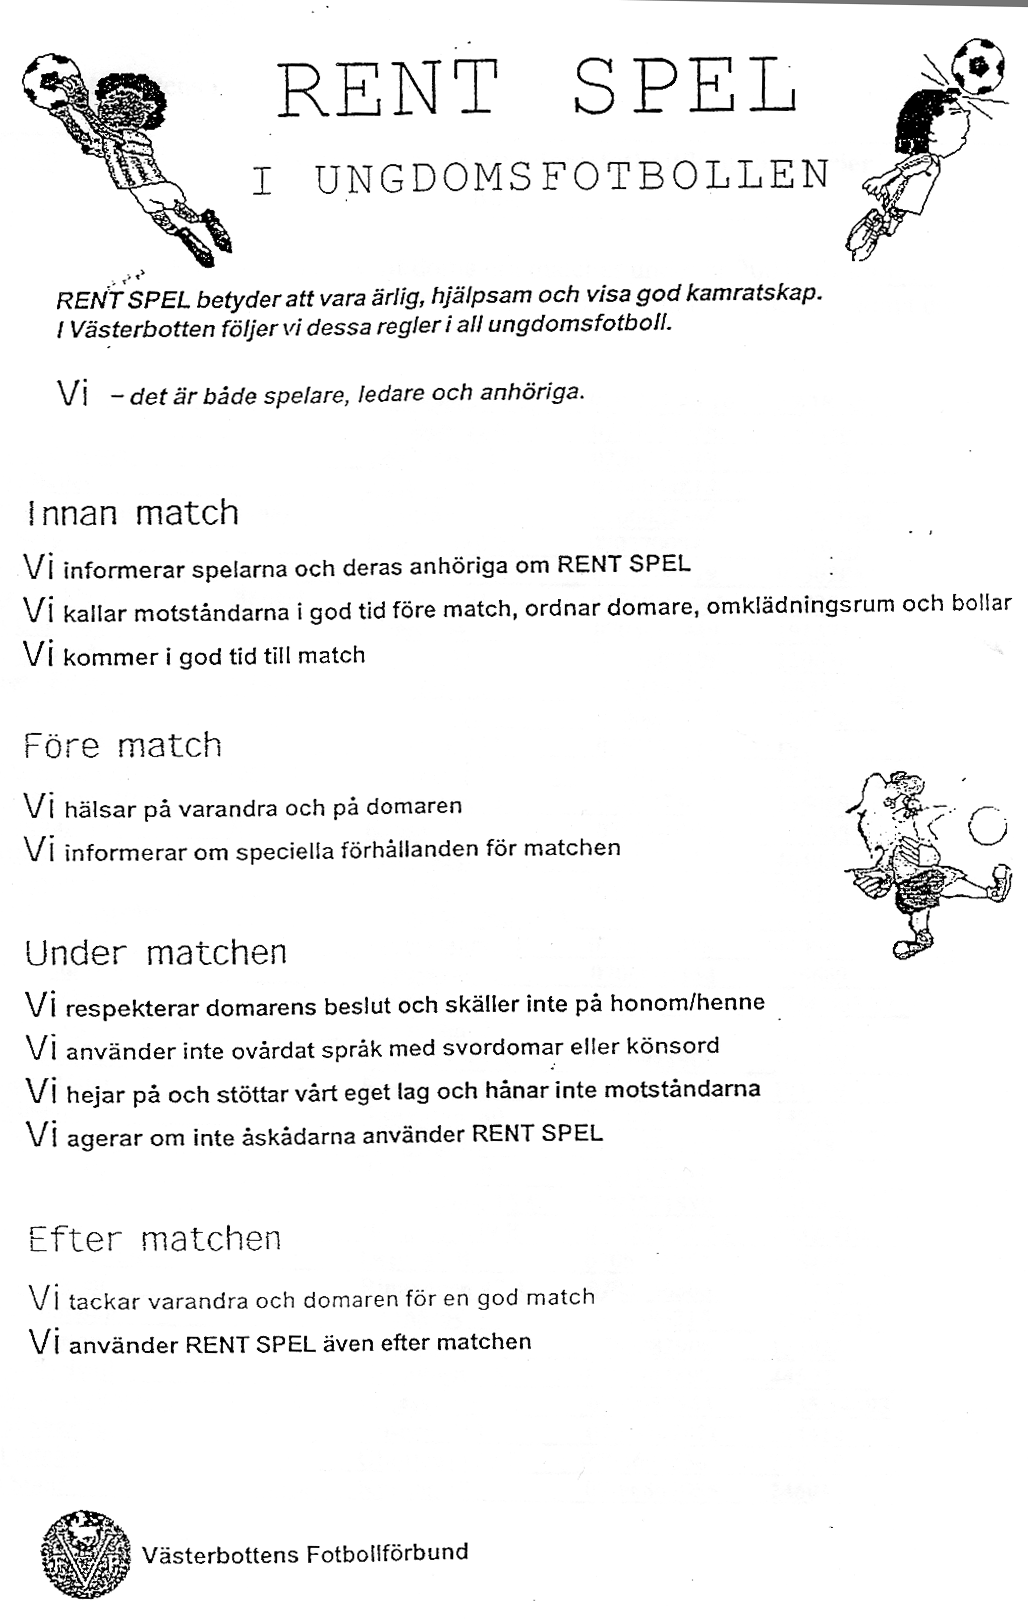 RENT SPEL
I UNGDOMSFOTBOLLEN
RENT SPEL betyder att vara ärlig, hjälpsam och visa god kamratskap.
I Västerbotten följer vi dessa regler i all ungdomsfotboll.
Vi – det är både spelare, ledare och anhöriga.
Innan match
Vi informerar spelarna och deras anhöriga om RENT SPEL
Vi kallar motståndarna i god tid före match, ordnar domare, omklädningsrum och bollar
Vi kommer i god tid till match
Före match
Vi hälsar på varandra och på domaren
Vi informerar om speciella förhållanden för matchen
Under matchen
Vi respekterar domarens beslut och skäller inte på honom/henne
Vi använder inte ovårdat språk med svordomar eller könsord
Vi hejar på och stöttar vårt eget lag och hånar inte motståndarna
Vi agerar om inte åskådarna använder RENT SPEL
Efter matchen
Vi tackar varandra och domaren för en god match
Vi använder RENT SPEL även efter matchen
Västerbottens Fotbollförbund